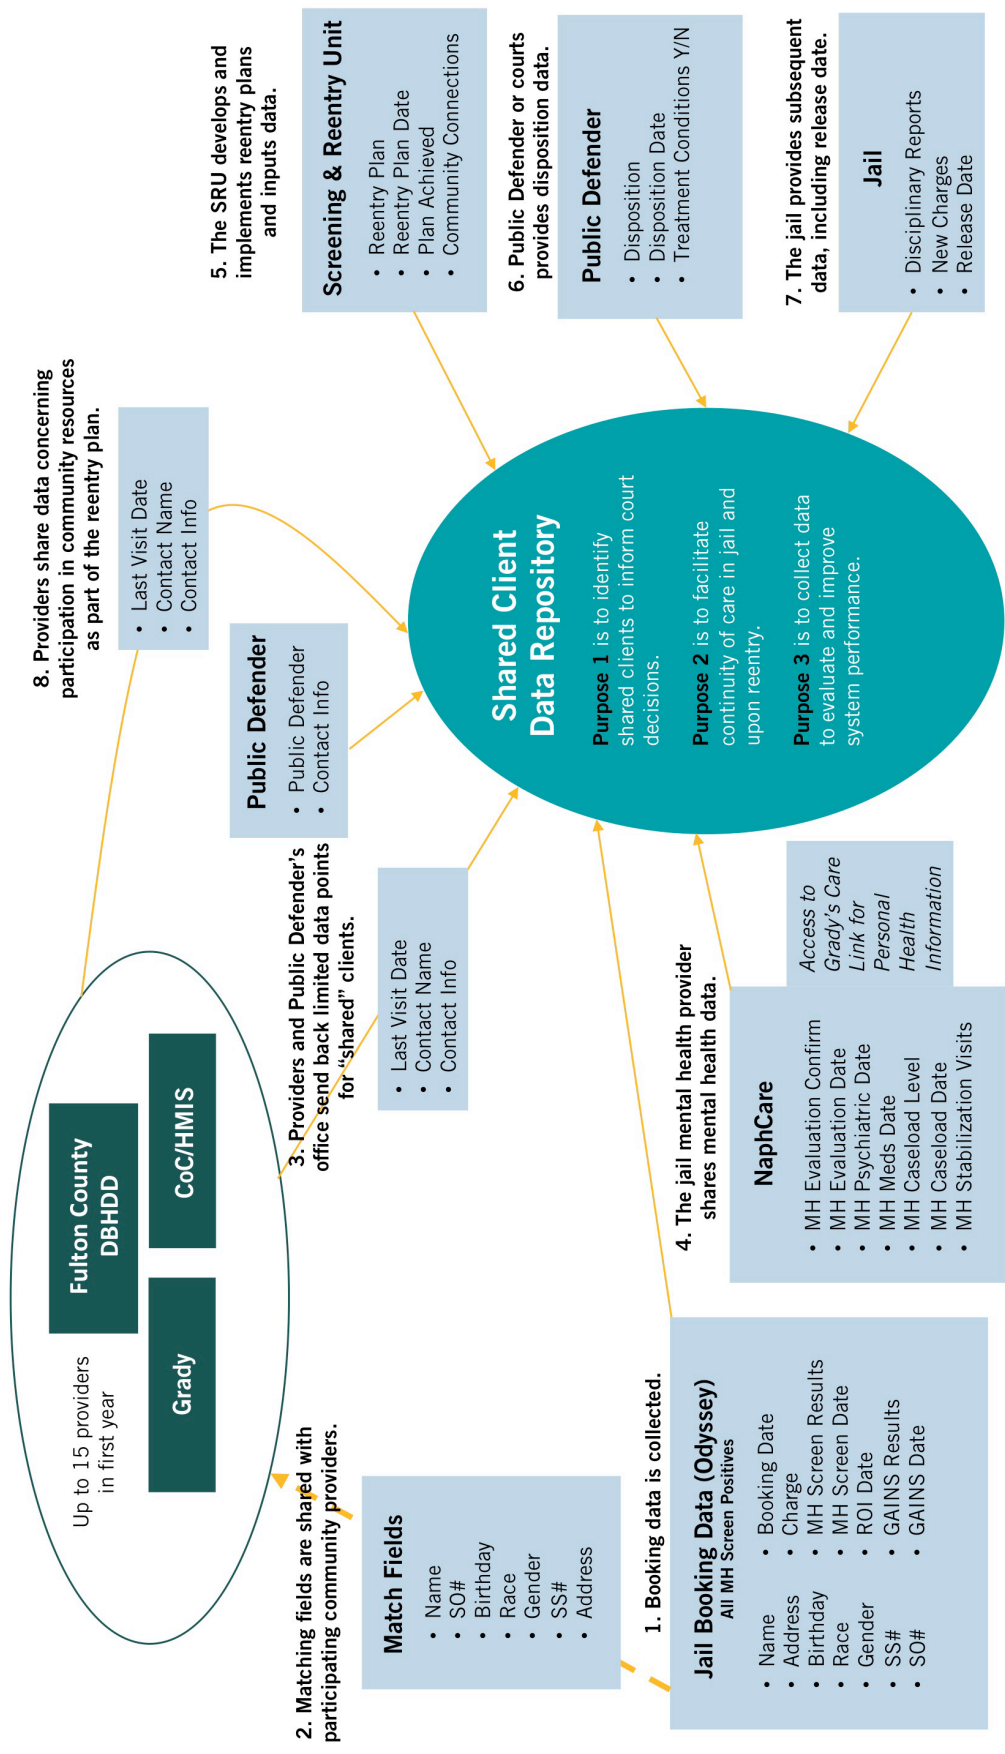 Up to 15 providers
in first year
Fulton County
DBHDD
Grady
CoC/HMIS
1. Booking data is collected.
Jail Booking Data (Odyssey)
All MH Screen Positives
• Name
• Address
• Birthday
• Race
• Gender
• SS#
• SO#
• Booking Date
• Charge
• MH Screen Results
• MH Screen Date
• ROI Date
• GAINS Results
• GAINS Date
2. Matching fields are shared with
participating community providers.
Match Fields
• Name
• SO#
• Birthday
• Race
• Gender
• SS#
• Address
3. Providers and Public Defender's
office send back limited data points
for “shared” clients.
• Last Visit Date
• Contact Name
• Contact Info
Public Defender
• Public Defender
• Contact Info
4. The jail mental health provider
shares mental health data.
NaphCare
• MH Evaluation Confirm
• MH Evaluation Date
• MH Psychiatric Date
• MH Meds Date
• MH Caseload Level
• MH Caseload Date
• MH Stabilization Visits
Access to
Grady's Care
Link for
Personal
Health
Information
Shared Client
Data Repository
Purpose 1 is to identify
shared clients to inform court
decisions.
Purpose 2 is to facilitate
continuity of care in jail and
upon reentry.
Purpose 3 is to collect data
to evaluate and improve
system performance.
5. The SRU develops and
implements reentry plans
and inputs data.
Screening & Reentry Unit
• Reentry Plan
• Reentry Plan Date
• Plan Achieved
• Community Connections
6. Public Defender or courts
provides disposition data.
Public Defender
• Disposition
• Disposition Date
• Treatment Conditions Y/N
7. The jail provides subsequent
data, including release date.
Jail
• Disciplinary Reports
• New Charges
• Release Date
8. Providers share data concerning
participation in community resources
as part of the reentry plan.
• Last Visit Date
• Contact Name
• Contact Info